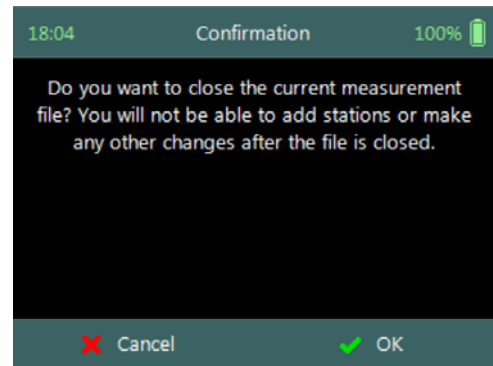 18:04 Confirmation 100%
Do you want to close the current measurement
file? You will not be able to add stations or make
any other changes after the file is closed.
Cancel OK